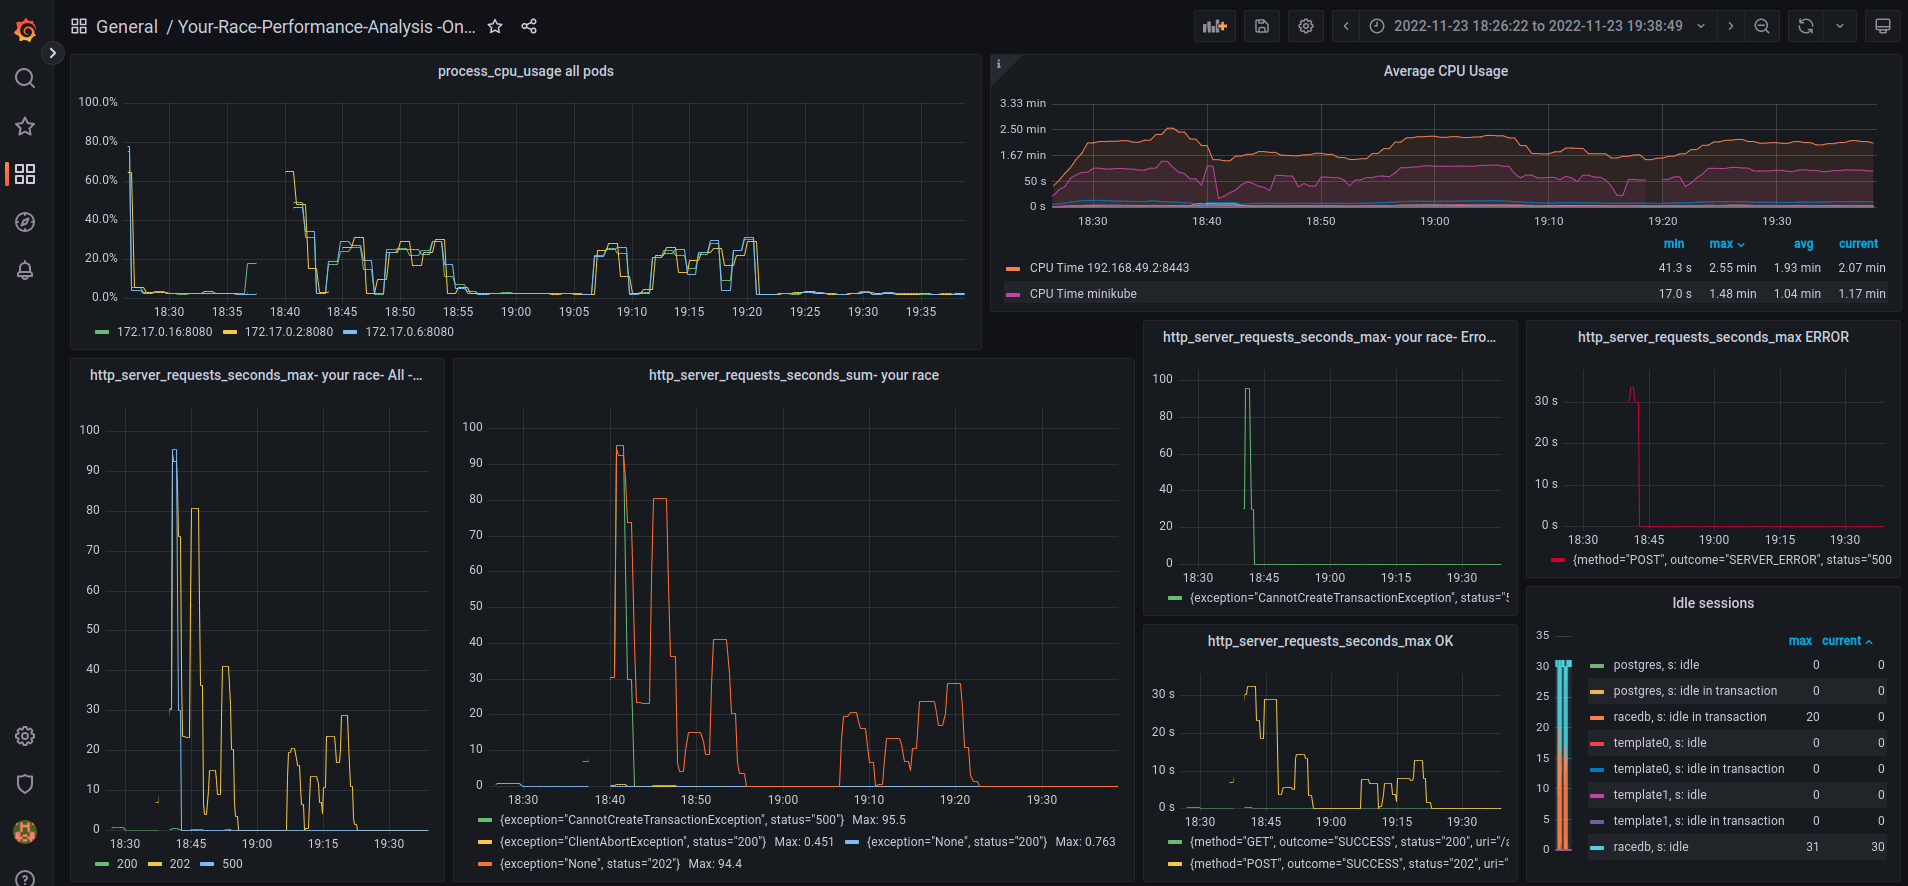 General / Your-Race-Performance-Analysis -On...
2022-11-23 18:26:22 to 2022-11-23 19:38:49
process_cpu_usage all pods
100.0%
80.0%
60.0%
40.0%
20.0%
0.0%
18:30 18:35 18:40 18:45 18:50 18:55 19:00 19:05 19:10 19:15 19:20 19:25 19:30 19:35
172.17.0.16:8080 172.17.0.2:8080 172.17.0.6:8080
i
Average CPU Usage
3.33 min
2.50 min
1.67 min
50 s
0 s
18:30 18:40 18:50 19:00 19:10 19:20 19:30
min max avg current
CPU Time 192.168.49.2:8443 41.3 s 2.55 min 1.93 min 2.07 min
CPU Time minikube 17.0 s 1.48 min 1.04 min 1.17 min
http_server_requests_seconds_max- your race- All -...
100
90
80
70
60
50
40
30
20
10
0
18:30 18:45 19:00 19:15 19:30
200 202 500
http_server_requests_seconds_sum- your race
100
90
80
70
60
50
40
30
20
10
0
18:30 18:40 18:50 19:00 19:10 19:20 19:30
{exception="CannotCreateTransactionException", status="500"} Max: 95.5
{exception="ClientAbortException", status="200"} Max: 0.451 {exception="None", status="200"} Max: 0.763
{exception="None", status="202"} Max: 94.4
http_server_requests_seconds_max- your race- Erro...
100
80
60
40
20
0
18:30 18:45 19:00 19:15 19:30
{exception="CannotCreateTransactionException", status="5
http_server_requests_seconds_max ERROR
30 s
20 s
10 s
0 s
18:30 18:45 19:00 19:15 19:30
{method="POST", outcome="SERVER_ERROR", status="500
http_server_requests_seconds_max OK
30 s
20 s
10 s
0 s
18:30 18:45 19:00 19:15 19:30
{method="GET", outcome="SUCCESS", status="200", uri="/a
{method="POST", outcome="SUCCESS", status="202", uri="
Idle sessions
35
30
25
20
15
10
5
0
max current
postgres, s: idle 0 0
postgres, s: idle in transaction 0 0
racedb, s: idle in transaction 20 0
template0, s: idle 0 0
template0, s: idle in transaction 0 0
template1, s: idle 0 0
template1, s: idle in transaction 0 0
racedb, s: idle 31 30